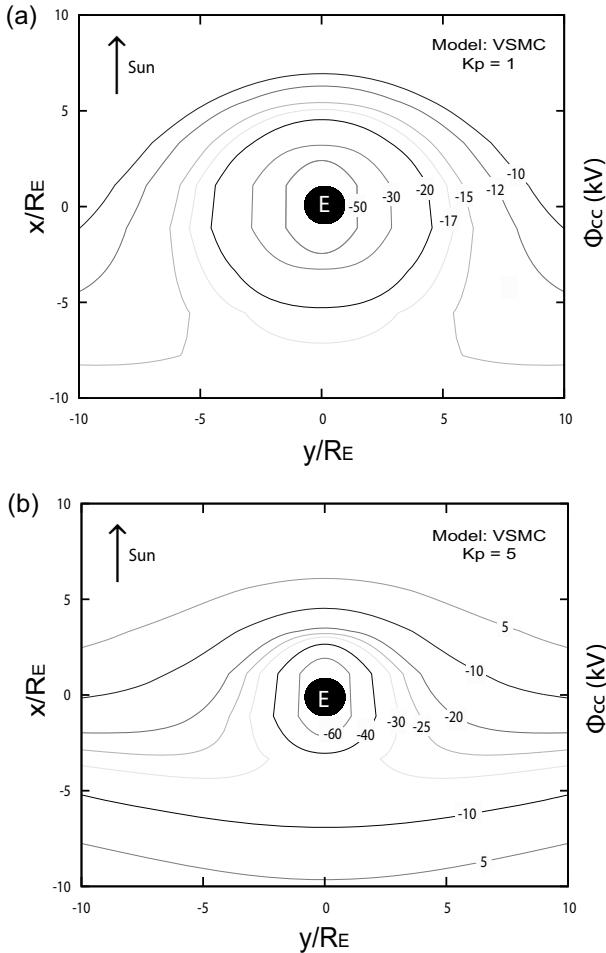 (a)
10
5
0
-5
-10
x/RE
Sun
Model: VSMC
Kp = 1
-10
-12
-15
-20
-17
-30
-50
E
Φcc (kV)
-10
-5
0
5
10
y/RE
(b)
10
5
0
-5
-10
x/RE
Sun
Model: VSMC
Kp = 5
5
-10
-20
-25
-30
-40
-60
E
-10
5
Φcc (kV)
-10
-5
0
5
10
y/RE